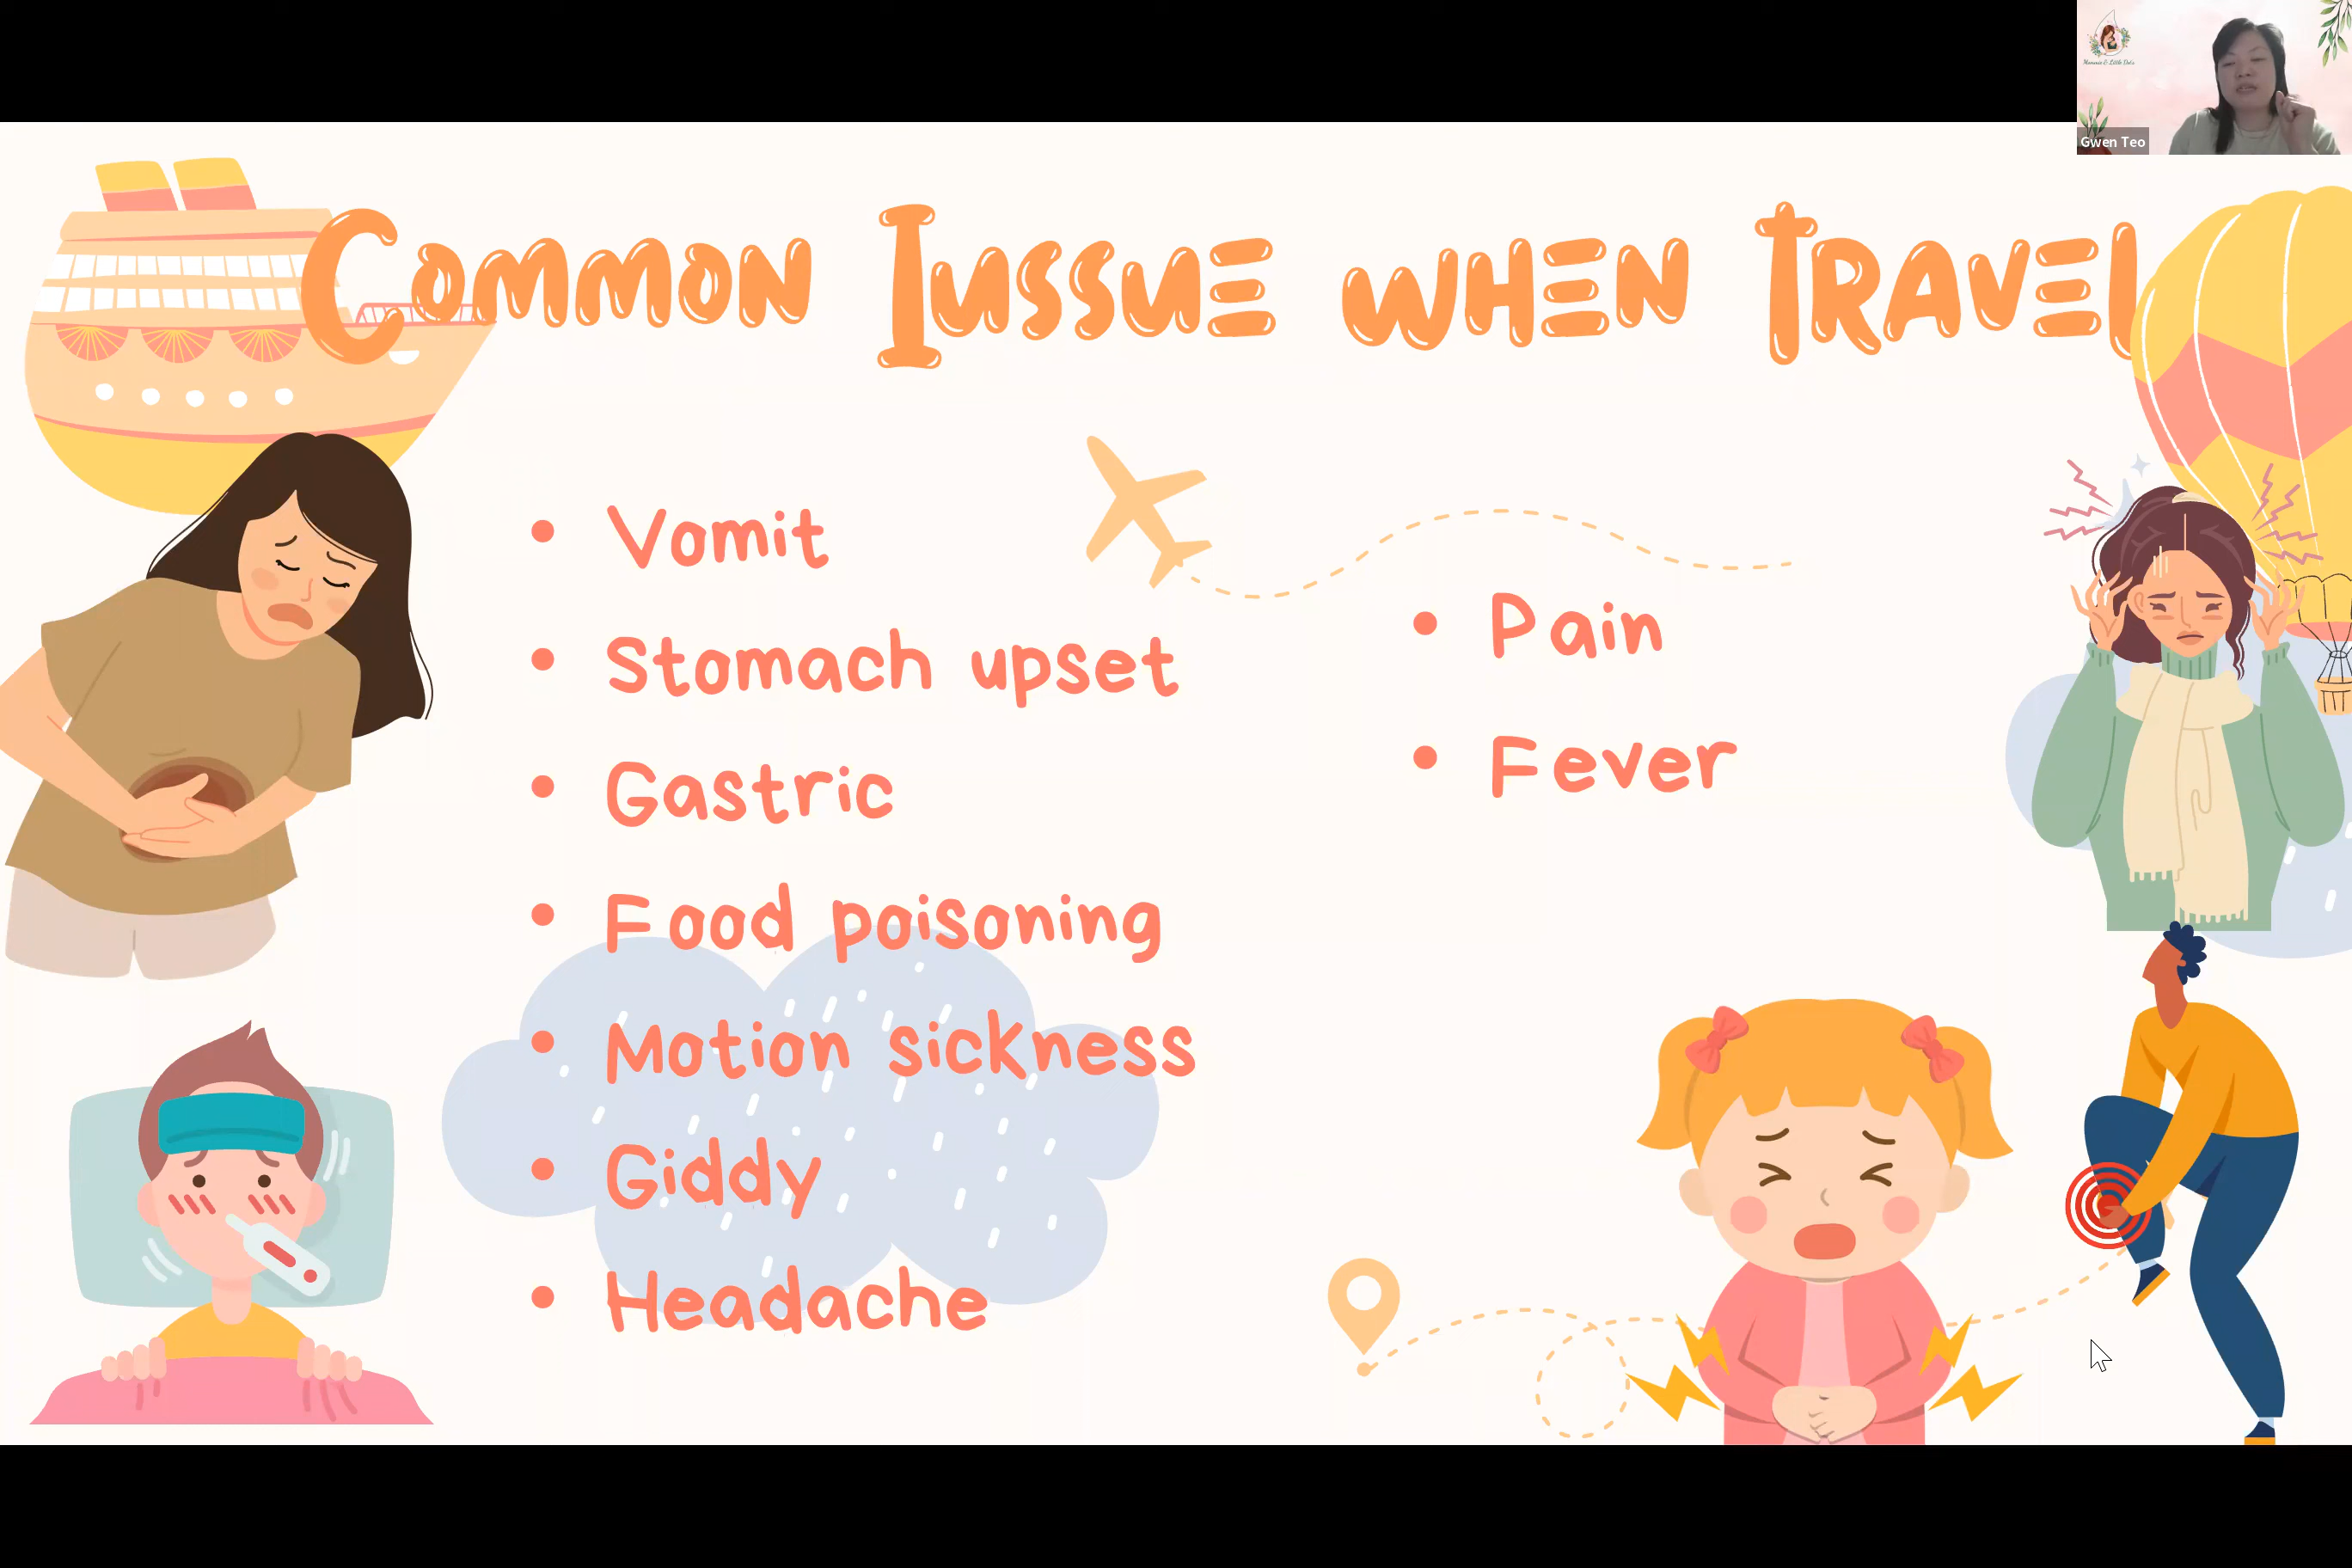 Common Iussue when Travel
• Vomit
• Stomach upset
• Gastric
• Food poisoning
• Motion sickness
• Giddy
• Headache
• Pain
• Fever
Gwen Teo